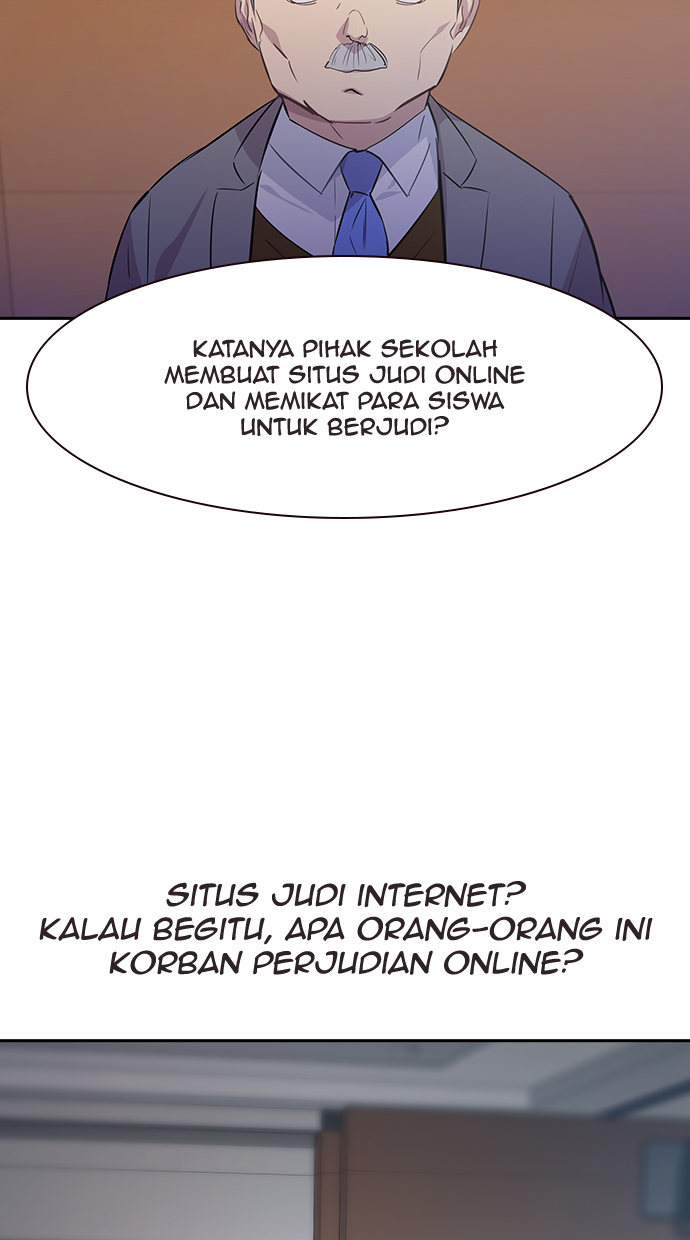 KATANYA PIHAK SEKOLAH
MEMBUAT SITUS JUDI ONLINE
DAN MEMIKAT PARA SISWA
UNTUK BERJUDI?
SITUS JUDI INTERNET?
KALAU BEGITU, APA ORANG-ORANG INI
KORBAN PERJUDIAN ONLINE?